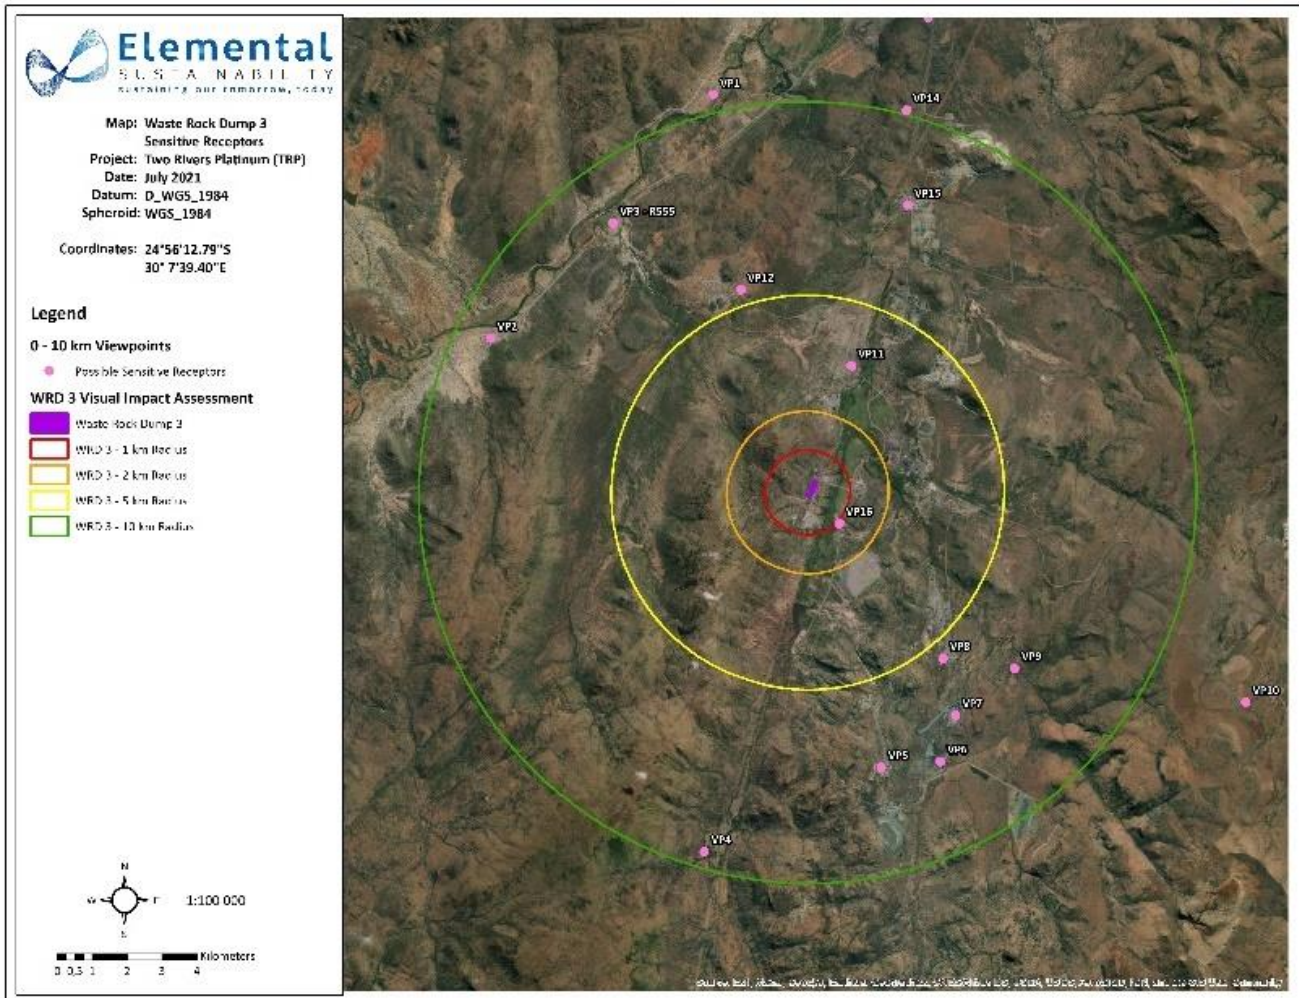 Elemental
SUSTAINABILITY
sustaining our tomorrow, today
Map: Waste Rock Dump 3
Sensitive Receptors
Project: Two Rivers Platinum (TRP)
Date: July 2021
Datum: D_WGS_1984
Spheroid: WGS_1984
Coordinates: 24°56'12.79"S
30° 7'39.40"E
Legend
0 - 10 km Viewpoints
Possible Sensitive Receptors
WRD 3 Visual Impact Assessment
Waste Rock Dump 3
WRD 3 - 1 km Radius
WRD 3 - 2 km Radius
WRD 3 - 5 km Radius
WRD 3 - 10 km Radius
N
W E
S
1:100 000
Kilometers
0 0,5 1 2 3 4
VP1
VP14
VP15
VP3 - R555
VP12
VP2
VP11
VP16
VP8
VP9
VP10
VP7
VP6
VP5
VP4